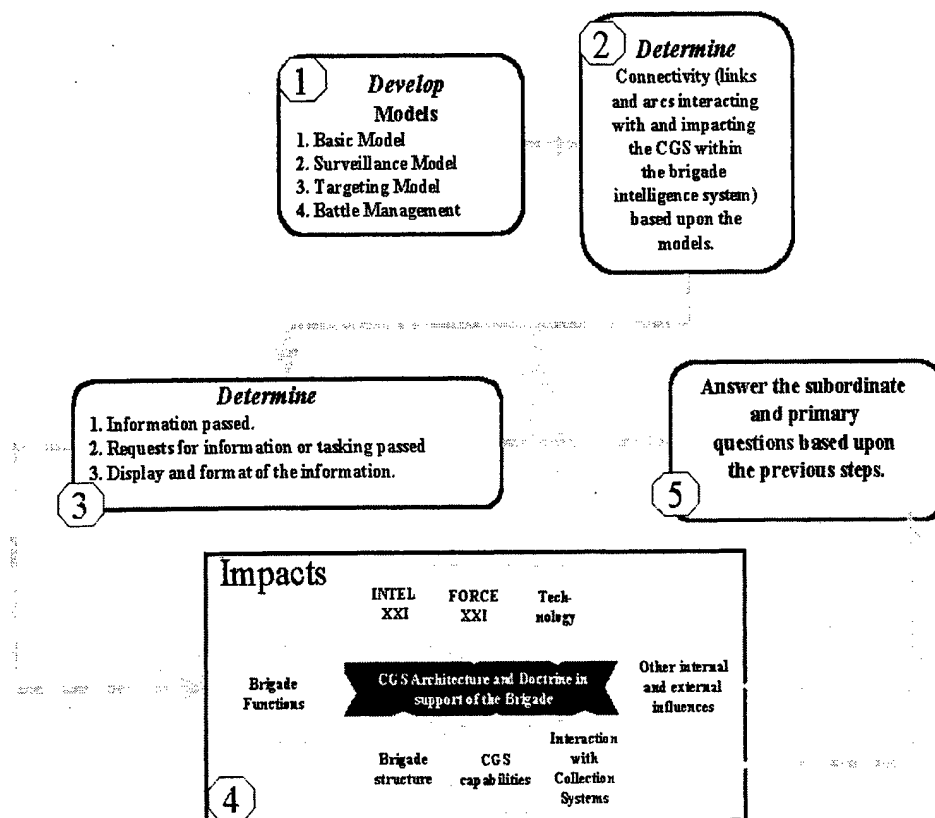 1
Develop
Models
1. Basic Model
2. Surveillance Model
3. Targeting Model
4. Battle Management
2
Determine
Connectivity (links
and arcs interacting
with and impacting
the CGS within
the brigade
intelligence system)
based upon the
models.
Determine
1. Information passed.
2. Requests for information or tasking passed
3. Display and format of the information.
3
Answer the subordinate
and primary
questions based upon
the previous steps.
5
Impacts
INTEL
XXI
FORCE
XXI
Tech-
nology
Brigade
Functions
CGS Architecture and Doctrine in
support of the Brigade
Other internal
and external
influences
Brigade
structure
CGS
capabilities
Interaction
with
Collection
Systems
4